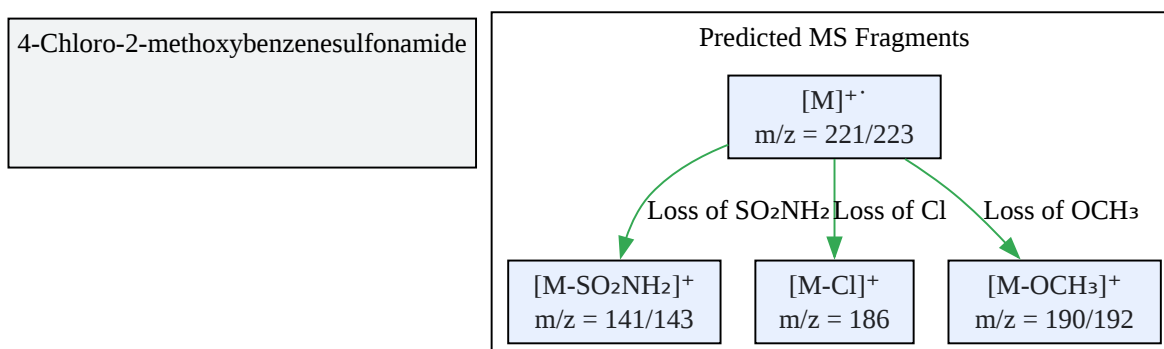 4-Chloro-2-methoxybenzenesulfonamide
Predicted MS Fragments
[M]⁺˙
m/z = 221/223
Loss of SO₂NH₂
Loss of Cl
Loss of OCH₃
[M-SO₂NH₂]⁺
m/z = 141/143
[M-Cl]⁺
m/z = 186
[M-OCH₃]⁺
m/z = 190/192